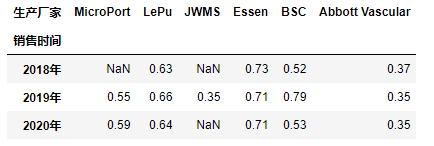 生产厂家 MicroPort LePu JWMS Essen BSC Abbott Vascular
销售时间
2018年 NaN 0.63 NaN 0.73 0.52 0.37
2019年 0.55 0.66 0.35 0.71 0.79 0.35
2020年 0.59 0.64 NaN 0.71 0.53 0.35